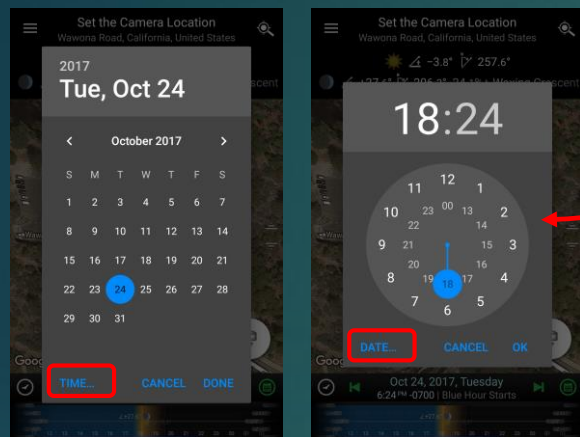 Set the Camera Location
Wawona Road, California, United States
2017
Tue, Oct 24
October 2017
S M T W T F S
1 2 3 4 5 6 7
8 9 10 11 12 13 14
15 16 17 18 19 20 21
22 23 24 25 26 27 28
29 30 31
TIME... CANCEL DONE
Goo
Set the Camera Location
Wawona Road, California, United States
-3.8° 257.6°
18:24
12
11 1
00
23 13
10 2
22 14
9 21 15 3
20 16
8 19 17 4
18
7 5
6
DATE... CANCEL OK
Goo
Oct 24, 2017, Tuesday
6:24 PM -0700 | Blue Hour Starts